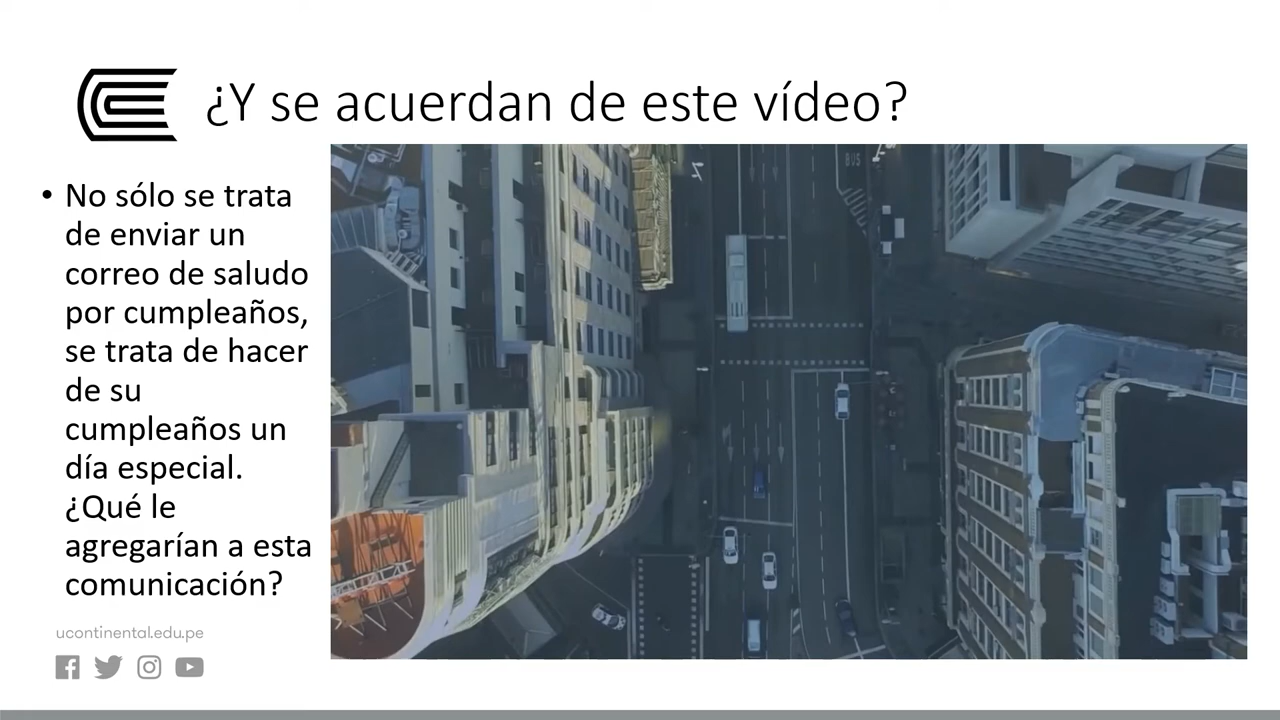 ¿Y se acuerdan de este vídeo?
• No sólo se trata
de enviar un
correo de saludo
por cumpleaños,
se trata de hacer
de su
cumpleaños un
día especial.
¿Qué le
agregarían a esta
comunicación?
BUS
ucontinental.edu.pe